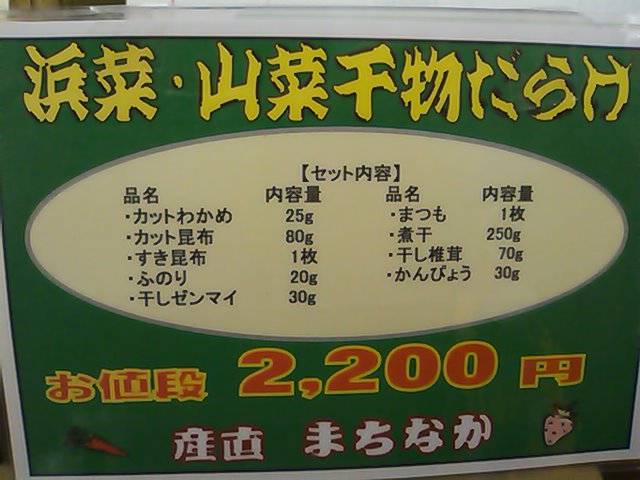 浜菜・山菜干物だらけ
【セット内容】
品名 内容量 品名 内容量
・カットわかめ 25g ・まつも 1枚
・カット昆布 80g ・煮干 250g
・すき昆布 1枚 ・干し椎茸 70g
・ふのり 20g ・かんぴょう 30g
・干しゼンマイ 30g
お値段 2,200円
産直 まちなか